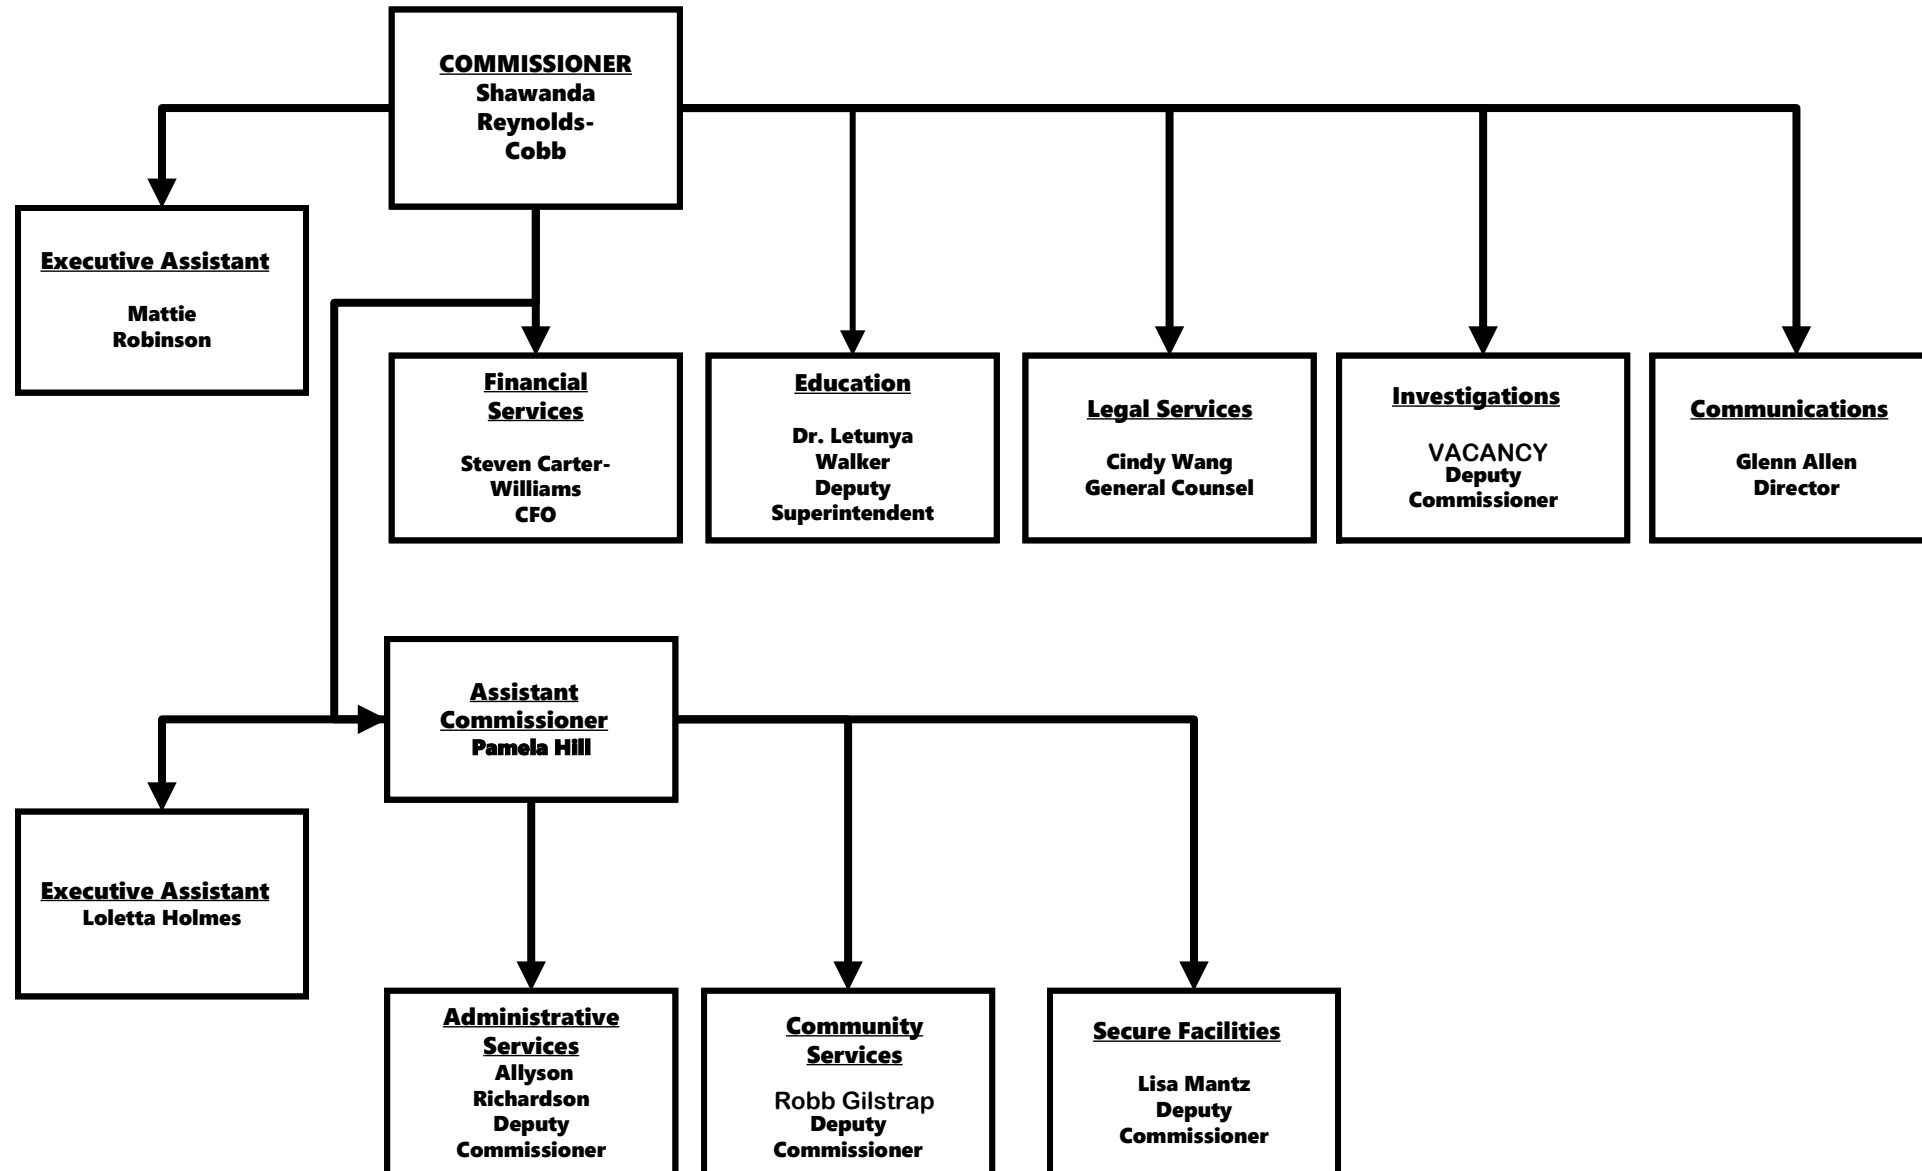 COMMISSIONER
Shawanda
Reynolds-
Cobb
Executive Assistant
Mattie
Robinson
Financial
Services
Steven Carter-
Williams
CFO
Education
Dr. Letunya
Walker
Deputy
Superintendent
Legal Services
Cindy Wang
General Counsel
Investigations
VACANCY
Deputy
Commissioner
Communications
Glenn Allen
Director
Assistant
Commissioner
Pamela Hill
Executive Assistant
Loletta Holmes
Administrative
Services
Allyson
Richardson
Deputy
Commissioner
Community
Services
Robb Gilstrap
Deputy
Commissioner
Secure Facilities
Lisa Mantz
Deputy
Commissioner